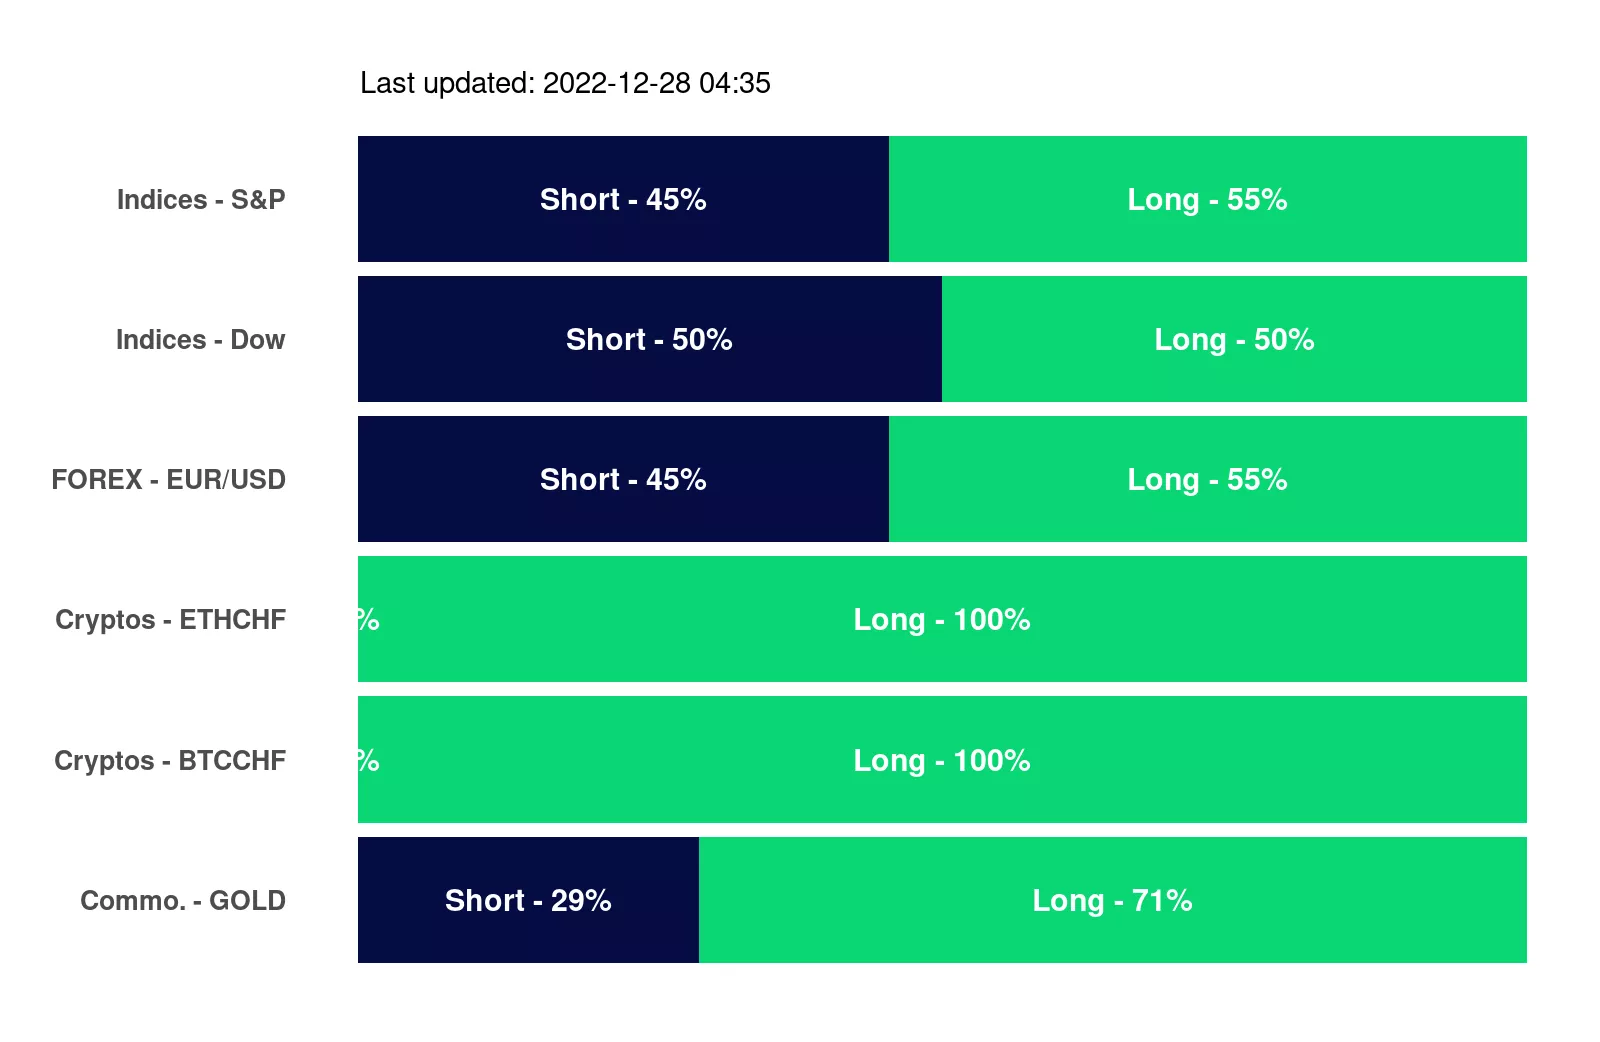 Last updated: 2022-12-28 04:35
Indices - S&P Short - 45% Long - 55%
Indices - Dow Short - 50% Long - 50%
FOREX - EUR/USD Short - 45% Long - 55%
Cryptos - ETHCHF % Long - 100%
Cryptos - BTCCHF % Long - 100%
Commo. - GOLD Short - 29% Long - 71%